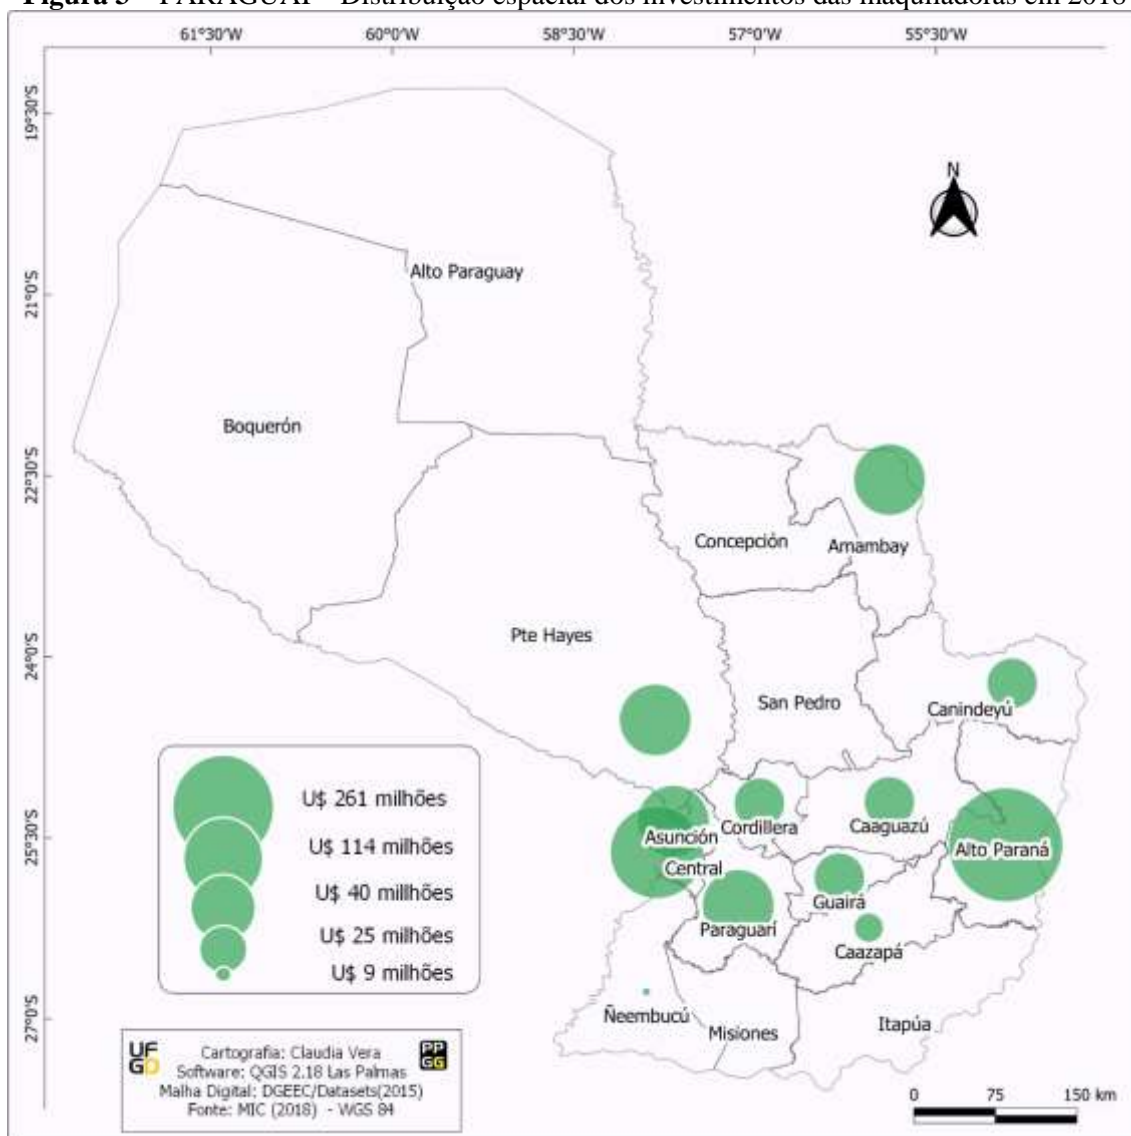 Figura 3 – PARAGUAI – Distribuição espacial dos investimentos das maquiladoras em 2018
61°30'W 60°0'W 58°30'W 57°0'W 55°30'W
19°30'S
21°0'S
22°30'S
24°0'S
25°30'S
27°0'S
N
Alto Paraguay
Boquerón
Concepción
Amambay
Pte Hayes
San Pedro
Canindeyú
Asunción
Cordillera
Caaguazú
Alto Paraná
Central
Guairá
Paraguarí
Caazapá
Ñeembucú
Misiones
Itapúa
U$ 261 milhões
U$ 114 milhões
U$ 40 millhões
U$ 25 milhões
U$ 9 milhões
UF
GD
PP
GG
Cartografia: Claudia Vera
Software: QGIS 2.18 Las Palmas
Malha Digital: DGEEC/Datasets(2015)
Fonte: MIC (2018) - WGS 84
0 75 150 km